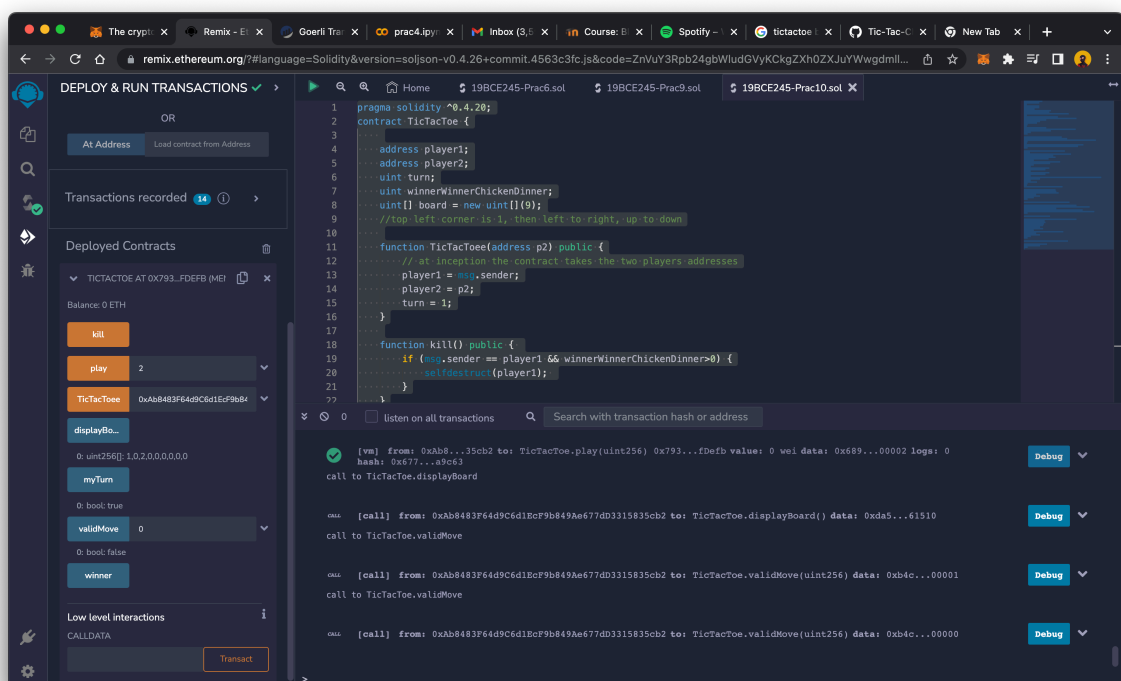 The crypto
Remix - Et
Goerli Tran
prac4.ipyn
Inbox (3,5
Course: Bl
Spotify –
tictactoe b
Tic-Tac-
New Tab
remix.ethereum.org/?#language=Solidity&version=soljson-v0.4.26+commit.4563c3fc.js&code=ZnVuY3Rpb24gbWludGVyKCkgZXh0ZXJuYWwgdmll...
DEPLOY & RUN TRANSACTIONS
OR
At Address
Load contract from Address
Transactions recorded 14
Deployed Contracts
TICTACTOE AT 0X793...FDEFB (MEM
Balance: 0 ETH
kill
play 2
TicTacToee 0xAb8483F64d9C6d1EcF9b84
displayBo...
0: uint256[]: 1,0,2,0,0,0,0,0,0
myTurn
0: bool: true
validMove 0
0: bool: false
winner
Low level interactions
CALLDATA
Transact
Home
19BCE245-Prac6.sol
19BCE245-Prac9.sol
19BCE245-Prac10.sol
1 pragma solidity ^0.4.20;
2 contract TicTacToe {
3
4 address player1;
5 address player2;
6 uint turn;
7 uint winnerWinnerChickenDinner;
8 uint[] board = new uint[](9);
9 //top left corner is 1, then left to right, up to down
10
11 function TicTacToee(address p2) public {
12 // at inception the contract takes the two players addresses
13 player1 = msg.sender;
14 player2 = p2;
15 turn = 1;
16 }
17
18 function kill() public {
19 if (msg.sender == player1 && winnerWinnerChickenDinner>0) {
20 selfdestruct(player1);
21 }
22 }
0 listen on all transactions
Search with transaction hash or address
[vm] from: 0xAb8...35cb2 to: TicTacToe.play(uint256) 0x793...fDefb value: 0 wei data: 0x689...00002 logs: 0
hash: 0x677...a9c63
Debug
call to TicTacToe.displayBoard
CALL [call] from: 0xAb8483F64d9C6d1EcF9b849Ae677dD3315835cb2 to: TicTacToe.displayBoard() data: 0xda5...61510
Debug
call to TicTacToe.validMove
CALL [call] from: 0xAb8483F64d9C6d1EcF9b849Ae677dD3315835cb2 to: TicTacToe.validMove(uint256) data: 0xb4c...00001
Debug
call to TicTacToe.validMove
CALL [call] from: 0xAb8483F64d9C6d1EcF9b849Ae677dD3315835cb2 to: TicTacToe.validMove(uint256) data: 0xb4c...00000
Debug
>